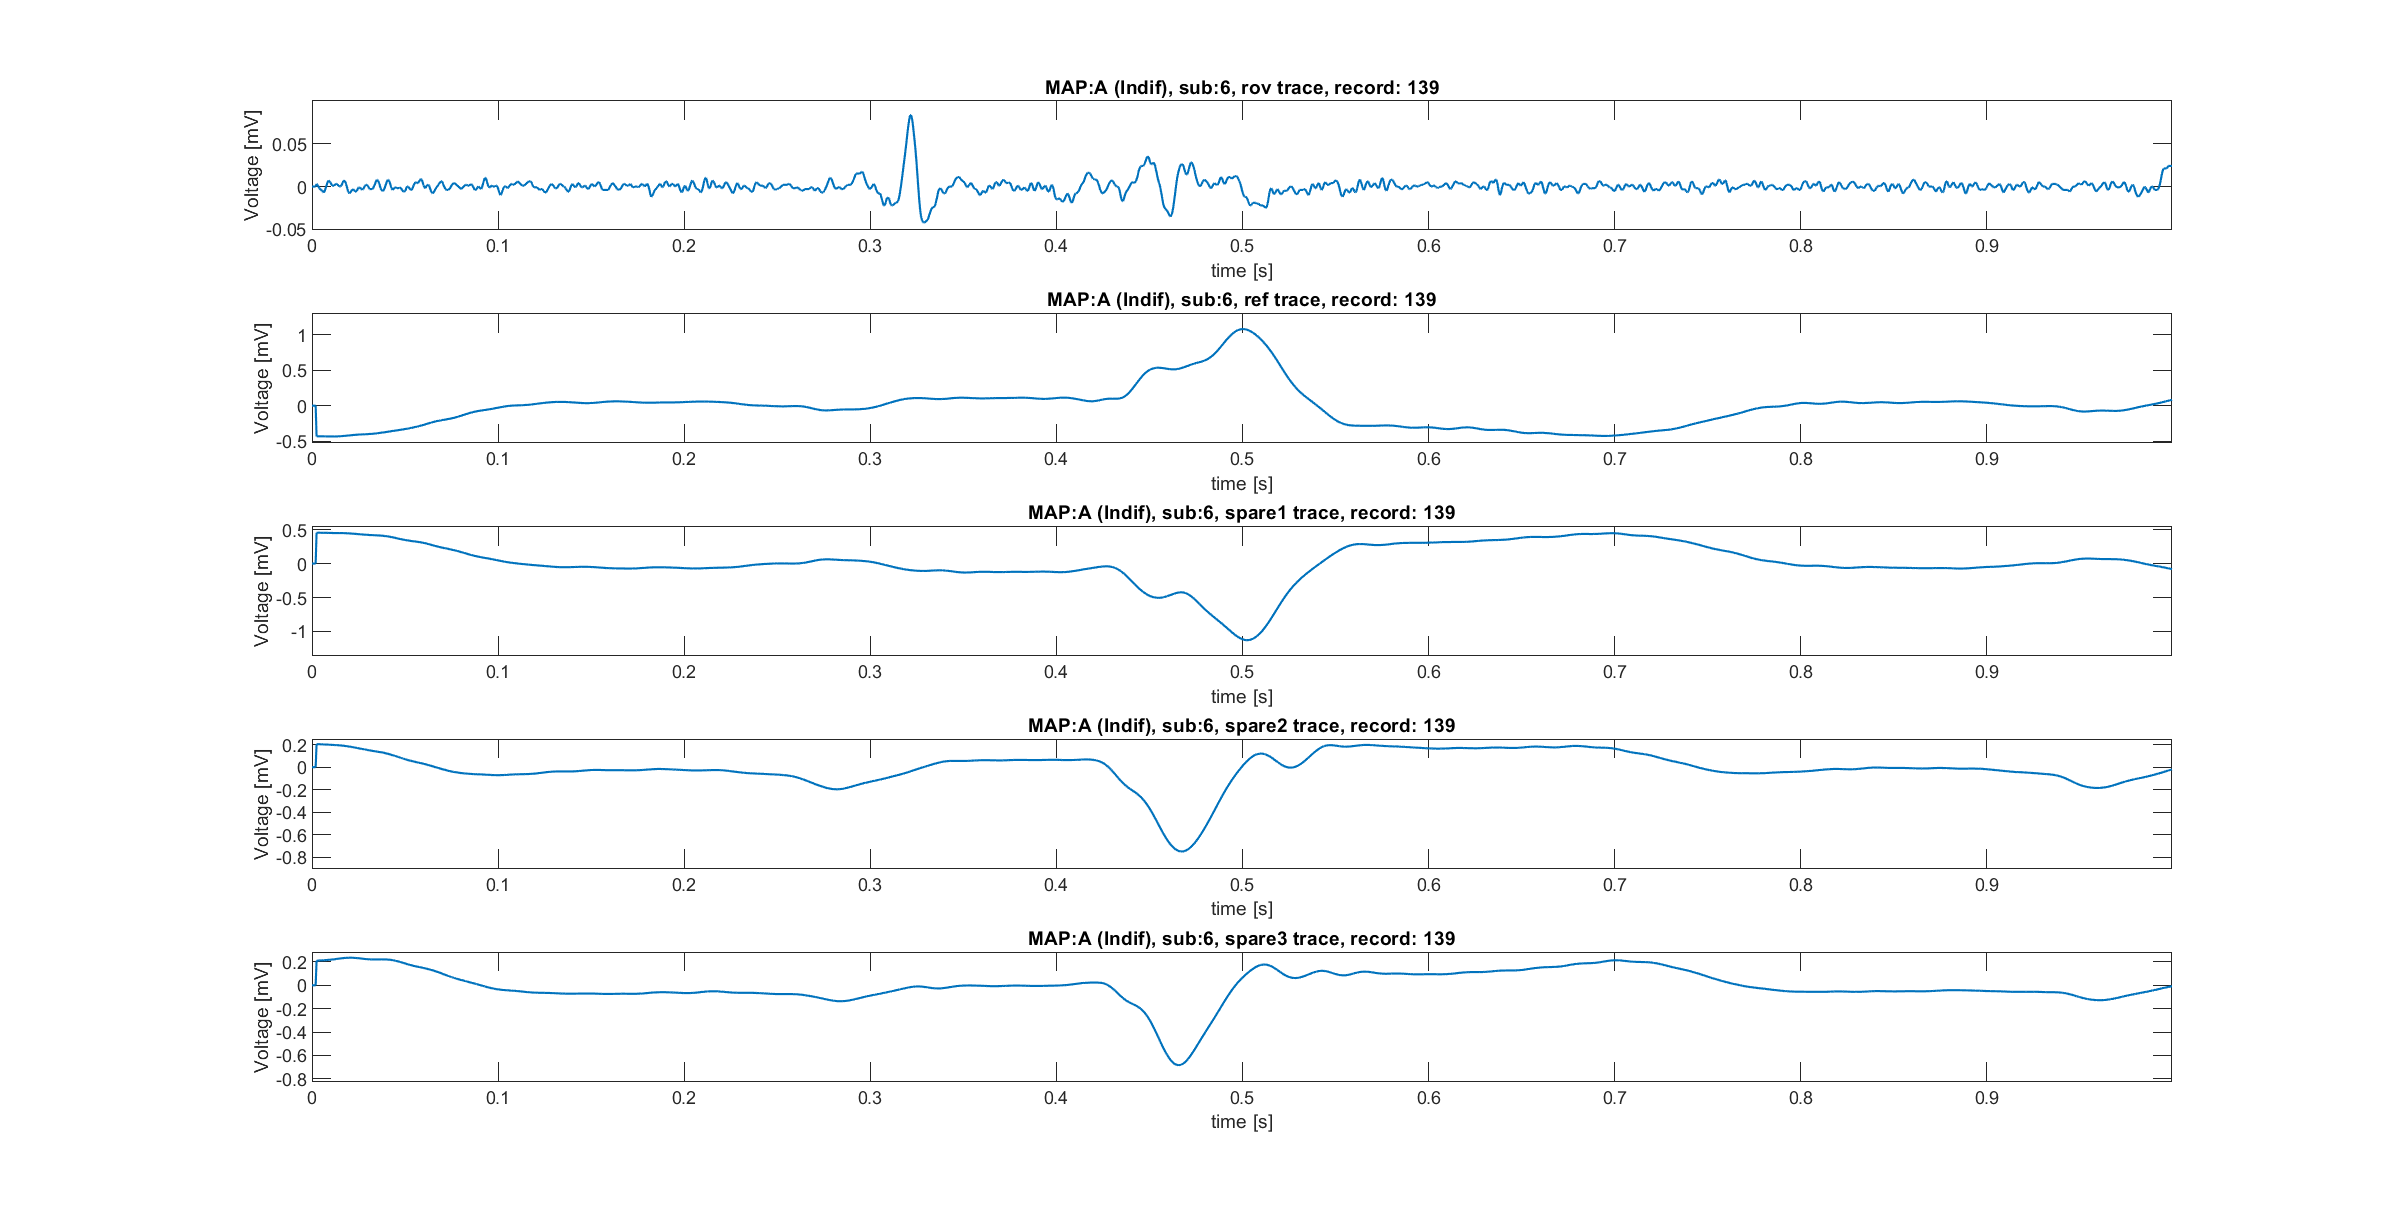 MAP:A (Indif), sub:6, rov trace, record: 139
Voltage [mV]
0.05
0
-0.05
0 0.1 0.2 0.3 0.4 0.5 0.6 0.7 0.8 0.9
time [s]
MAP:A (Indif), sub:6, ref trace, record: 139
Voltage [mV]
1
0.5
0
-0.5
0 0.1 0.2 0.3 0.4 0.5 0.6 0.7 0.8 0.9
time [s]
MAP:A (Indif), sub:6, spare1 trace, record: 139
Voltage [mV]
0.5
0
-0.5
-1
0 0.1 0.2 0.3 0.4 0.5 0.6 0.7 0.8 0.9
time [s]
MAP:A (Indif), sub:6, spare2 trace, record: 139
Voltage [mV]
0.2
0
-0.2
-0.4
-0.6
-0.8
0 0.1 0.2 0.3 0.4 0.5 0.6 0.7 0.8 0.9
time [s]
MAP:A (Indif), sub:6, spare3 trace, record: 139
Voltage [mV]
0.2
0
-0.2
-0.4
-0.6
-0.8
0 0.1 0.2 0.3 0.4 0.5 0.6 0.7 0.8 0.9
time [s]